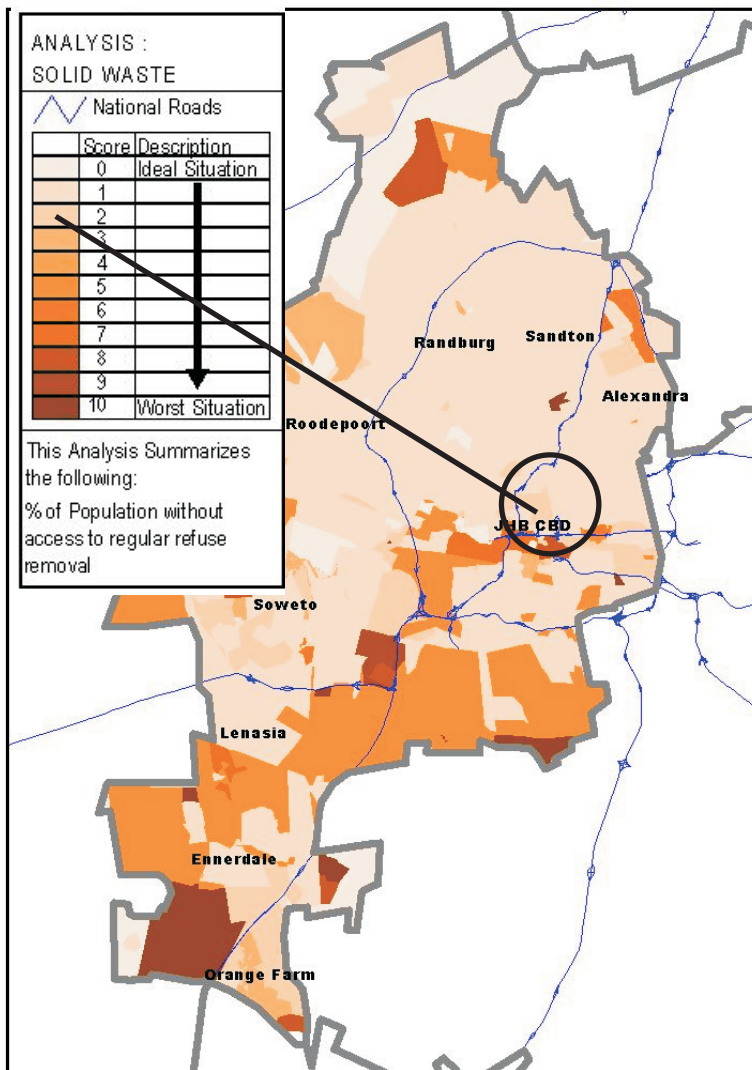 ANALYSIS :
SOLID WASTE
National Roads
Score Description
0 Ideal Situation
1
2
3
4
5
6
7
8
9
10 Worst Situation
This Analysis Summarizes
the following:
% of Population without
access to regular refuse
removal
Randburg
Sandton
Alexandra
Roodepoort
JHB CBD
Soweto
Lenasia
Ennerdale
Orange Farm